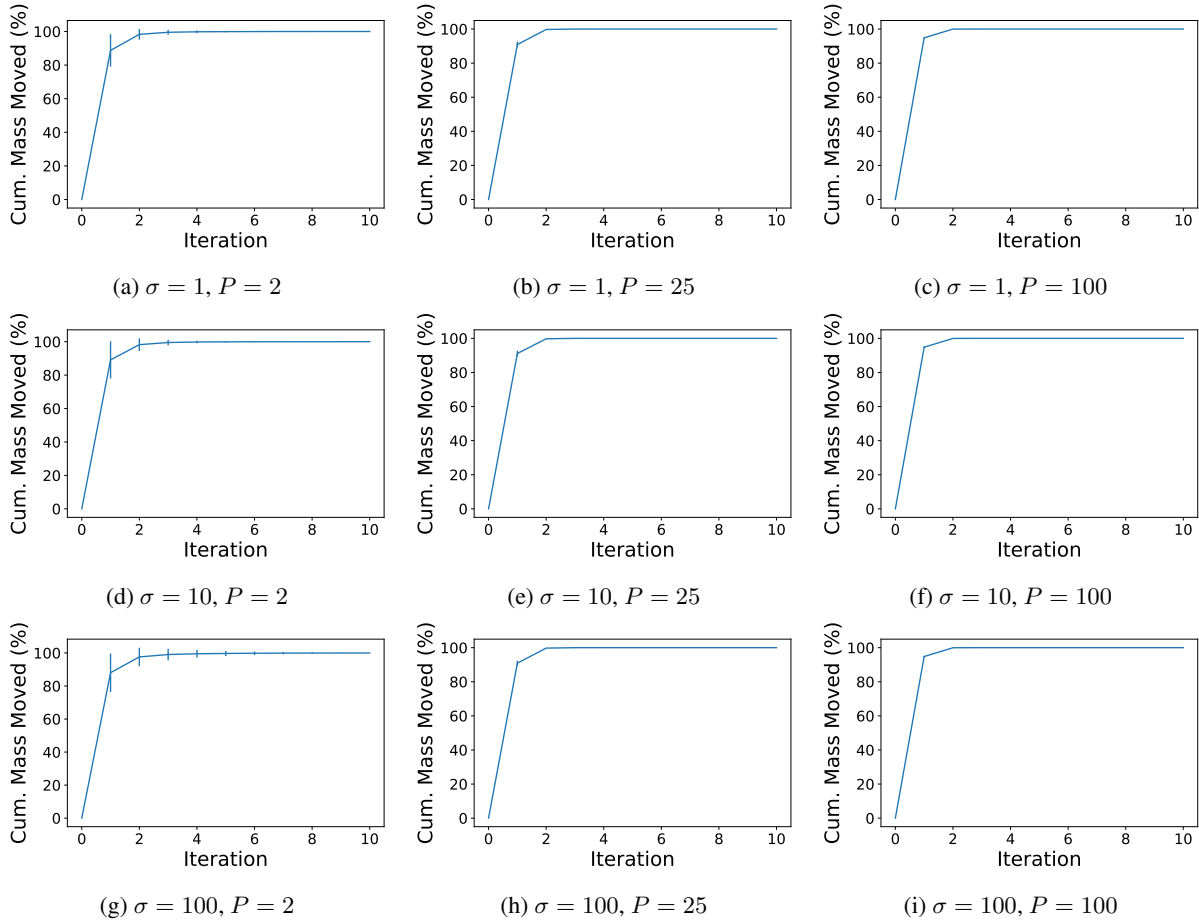 Cum. Mass Moved (%)
100
80
60
40
20
0
0 2 4 6 8 10
Iteration
(a) σ = 1, P = 2
Cum. Mass Moved (%)
100
80
60
40
20
0
0 2 4 6 8 10
Iteration
(b) σ = 1, P = 25
Cum. Mass Moved (%)
100
80
60
40
20
0
0 2 4 6 8 10
Iteration
(c) σ = 1, P = 100
Cum. Mass Moved (%)
100
80
60
40
20
0
0 2 4 6 8 10
Iteration
(d) σ = 10, P = 2
Cum. Mass Moved (%)
100
80
60
40
20
0
0 2 4 6 8 10
Iteration
(e) σ = 10, P = 25
Cum. Mass Moved (%)
100
80
60
40
20
0
0 2 4 6 8 10
Iteration
(f) σ = 10, P = 100
Cum. Mass Moved (%)
100
80
60
40
20
0
0 2 4 6 8 10
Iteration
(g) σ = 100, P = 2
Cum. Mass Moved (%)
100
80
60
40
20
0
0 2 4 6 8 10
Iteration
(h) σ = 100, P = 25
Cum. Mass Moved (%)
100
80
60
40
20
0
0 2 4 6 8 10
Iteration
(i) σ = 100, P = 100